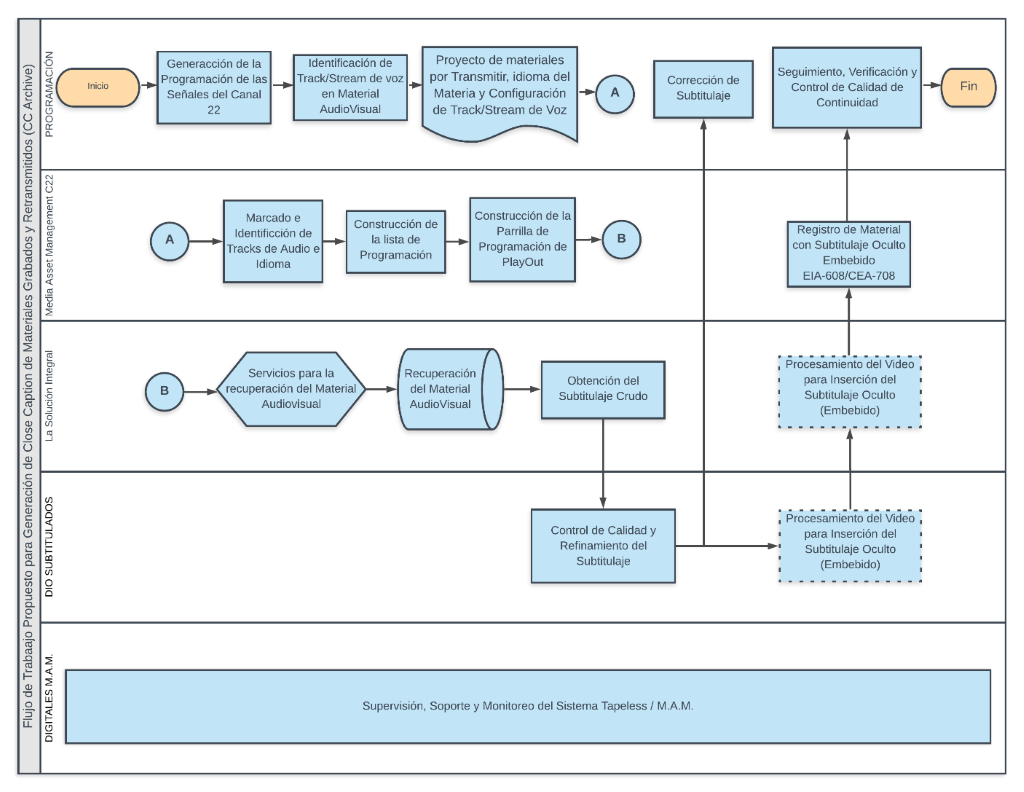 Flujo de Trabaajo Propuesto para Generación de Close Caption de Materiales Grabados y Retransmitidos (CC Archive)
PROGRAMACIÓN
Inicio
Generacción de la
Programación de las
Señales del Canal
22
Identificación de
Track/Stream de voz
en Material
AudioVisual
Proyecto de materiales
por Transmitir, idioma del
Materia y Configuración
de Track/Stream de Voz
A
Corrección de
Subtitulaje
Seguimiento, Verificación y
Control de Calidad de
Continuidad
Fin
Media Asset Management C22
A
Marcado e
Identificción de
Tracks de Audio e
Idioma
Construcción de
la lista de
Programación
Construcción de la
Parrilla de
Programación de
PlayOut
B
Registro de Material
con Subtitulaje Oculto
Embebido
EIA-608/CEA-708
La Solución Integral
B
Servicios para la
recuperación del Material
Audiovisual
Recuperación
del Material
AudioVisual
Obtención del
Subtitulaje Crudo
Procesamiento del Video
para Inserción del
Subtitulaje Oculto
(Embebido)
DIO SUBTITULADOS
Control de Calidad y
Refinamiento del
Subtitulaje
Procesamiento del Video
para Inserción del
Subtitulaje Oculto
(Embebido)
DIGITALES M.A.M.
Supervisión, Soporte y Monitoreo del Sistema Tapeless / M.A.M.